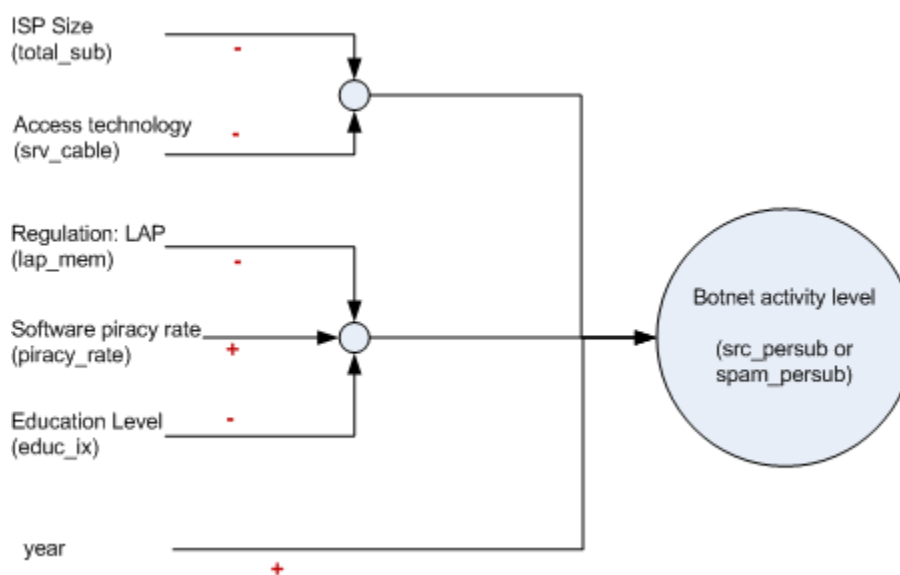 ISP Size
(total_sub)
-
Access technology
(srv_cable)
-
Regulation: LAP
(lap_mem)
-
Software piracy rate
(piracy_rate)
+
Education Level
(educ_ix)
-
year
+
Botnet activity level
(src_persub or
spam_persub)